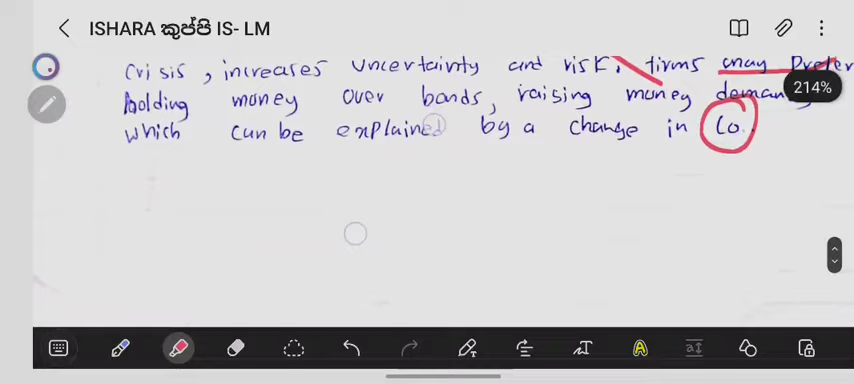 ISHARA කුප්පි IS- LM
Crisis, increases uncertainty and risk. firms may prefer
holding money over bonds, raising money demand,
214%
which can be explained by a change in Co.